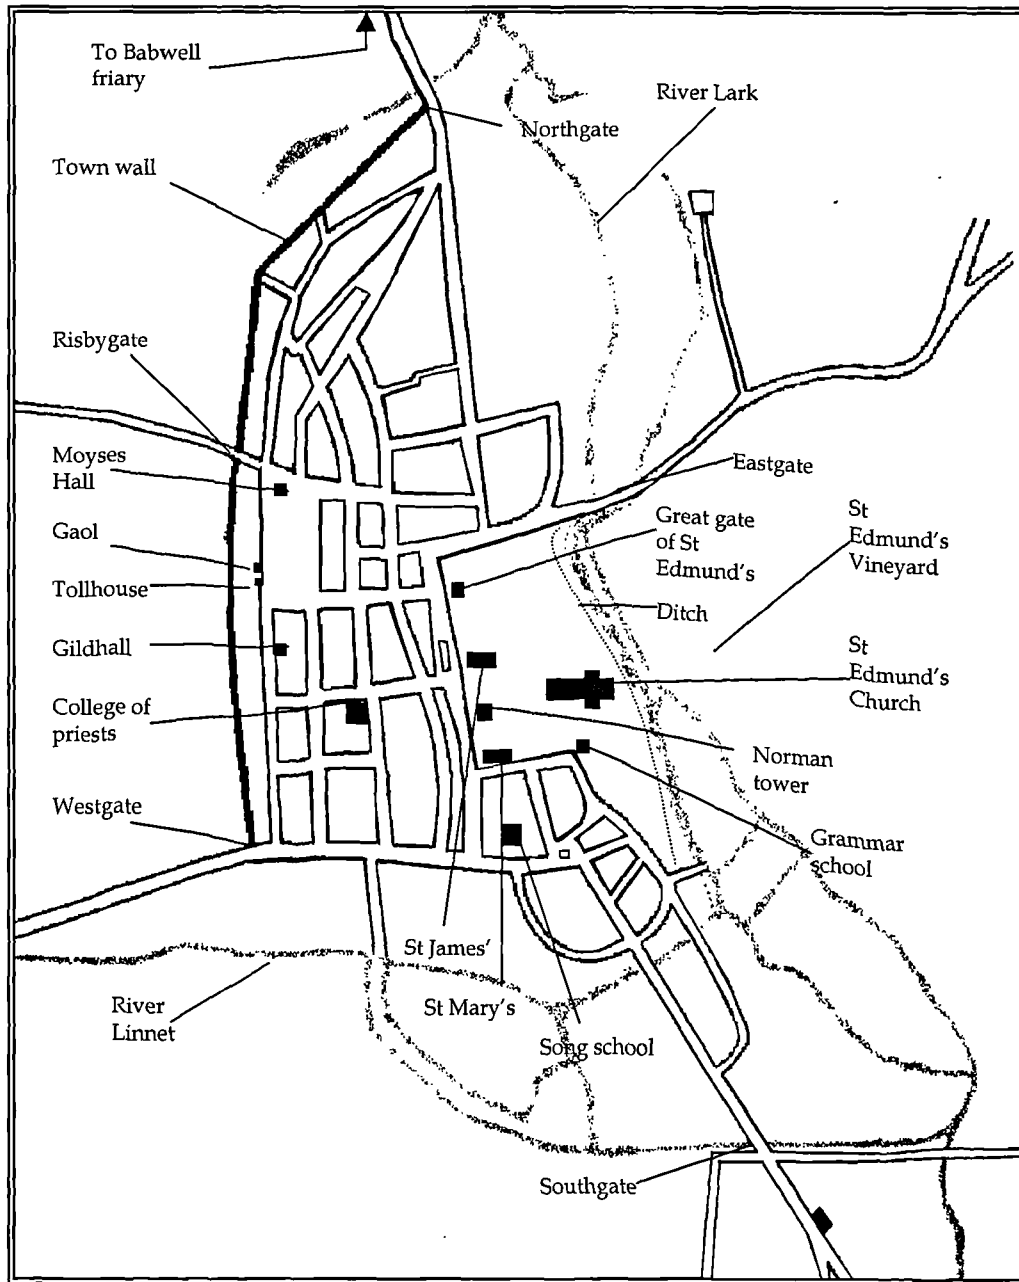 To Babwell
friary
River Lark
Northgate
Town wall
Risbygate
Moyses
Hall
Eastgate
Gaol
Great gate
of St
Edmund's
St
Edmund's
Vineyard
Tollhouse
Ditch
Gildhall
St
Edmund's
Church
College of
priests
Norman
tower
Westgate
Grammar
school
St James'
River
Linnet
St Mary's
Song school
Southgate